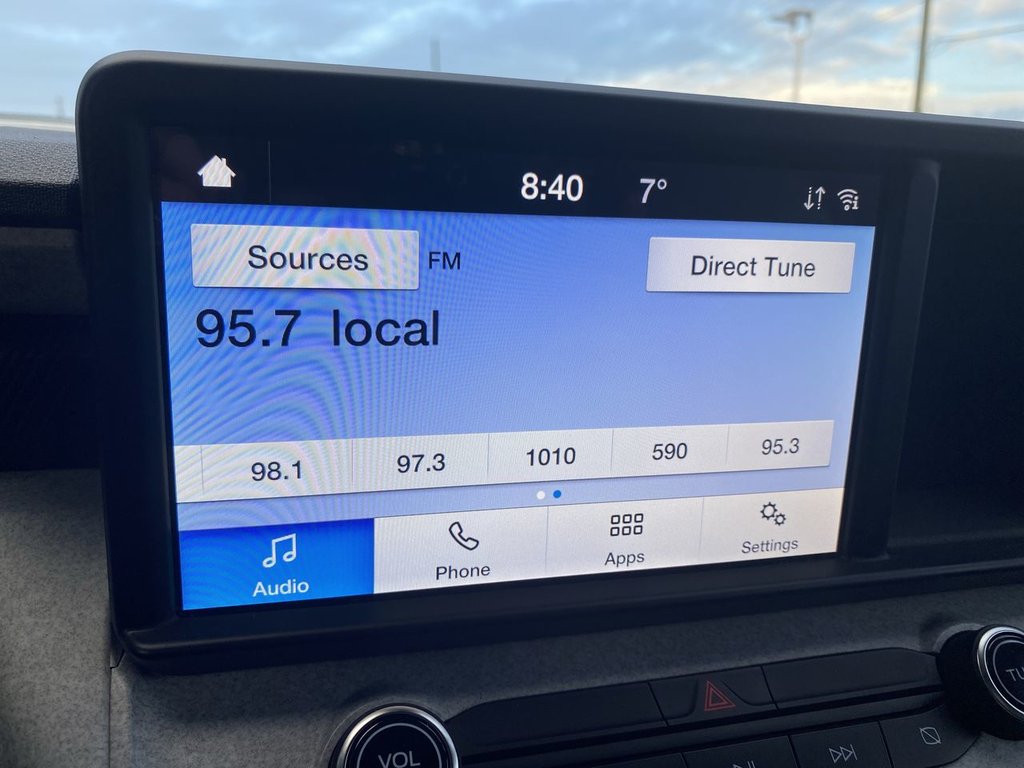 8:40 7°
Sources FM Direct Tune
95.7 local
98.1 97.3 1010 590 95.3
Audio Phone Apps Settings
VOL